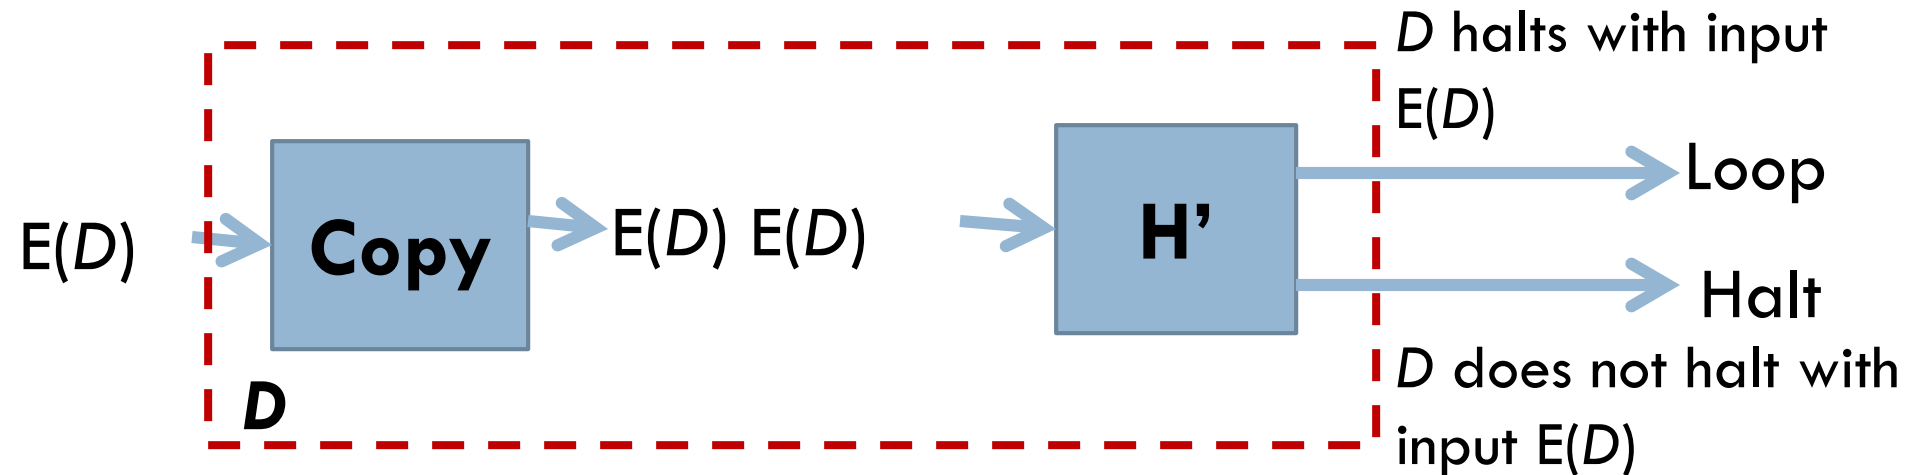 D halts with input
E(D)
E(D)
Copy
E(D) E(D)
H’
Loop
Halt
D
D does not halt with
input E(D)